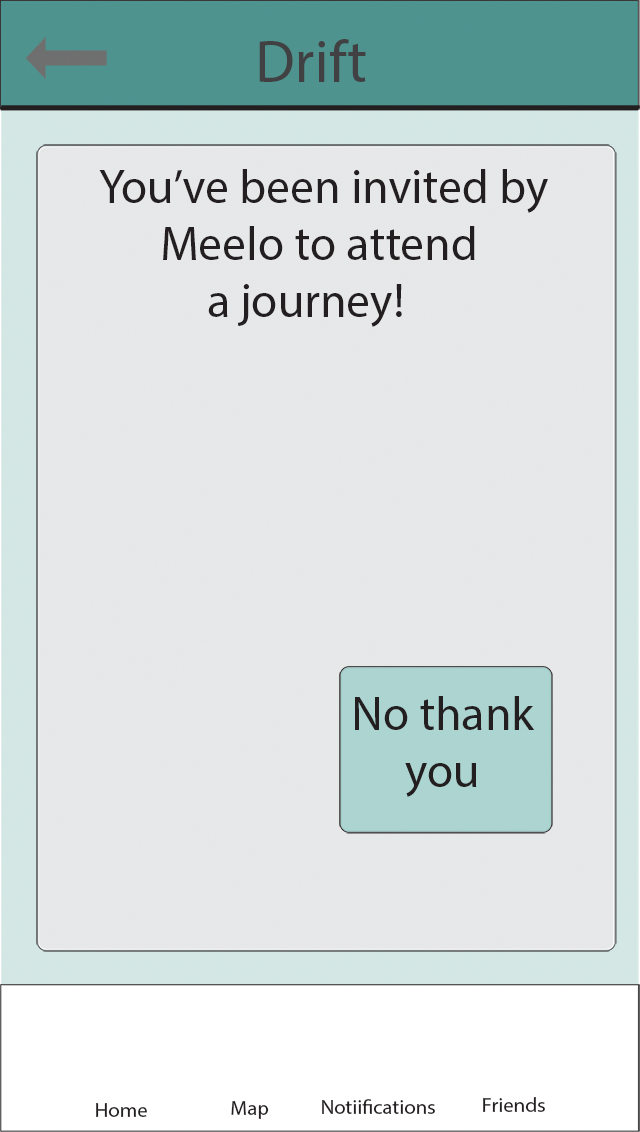 Drift
You’ve been invited by
Meelo to attend
a journey!
No thank
you
Home
Map
Notiifications
Friends